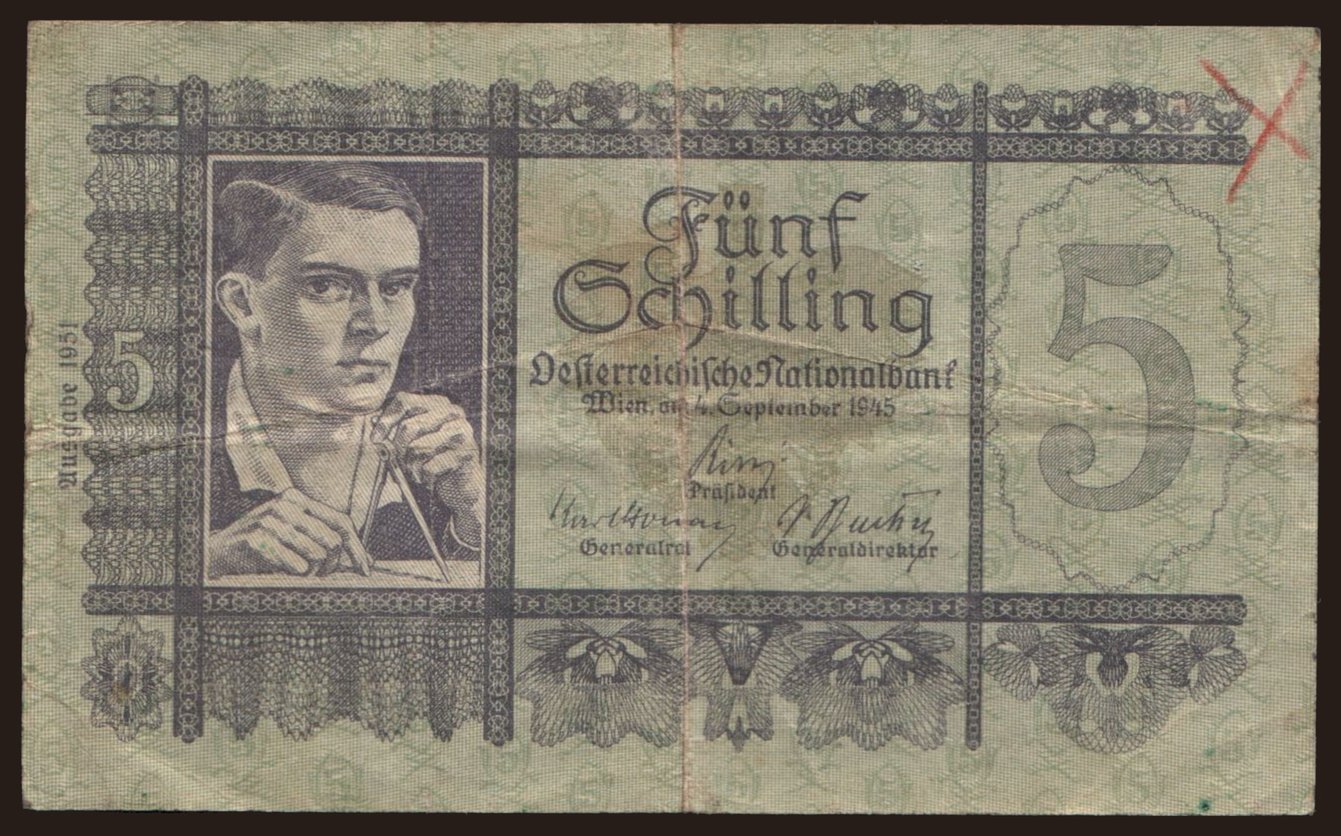 Ausgabe 1951
5
Fünf
Schilling
Oesterreichische Nationalbank
Wien, am 4. September 1945
Präsident
Generalrat
Generaldirektor
5